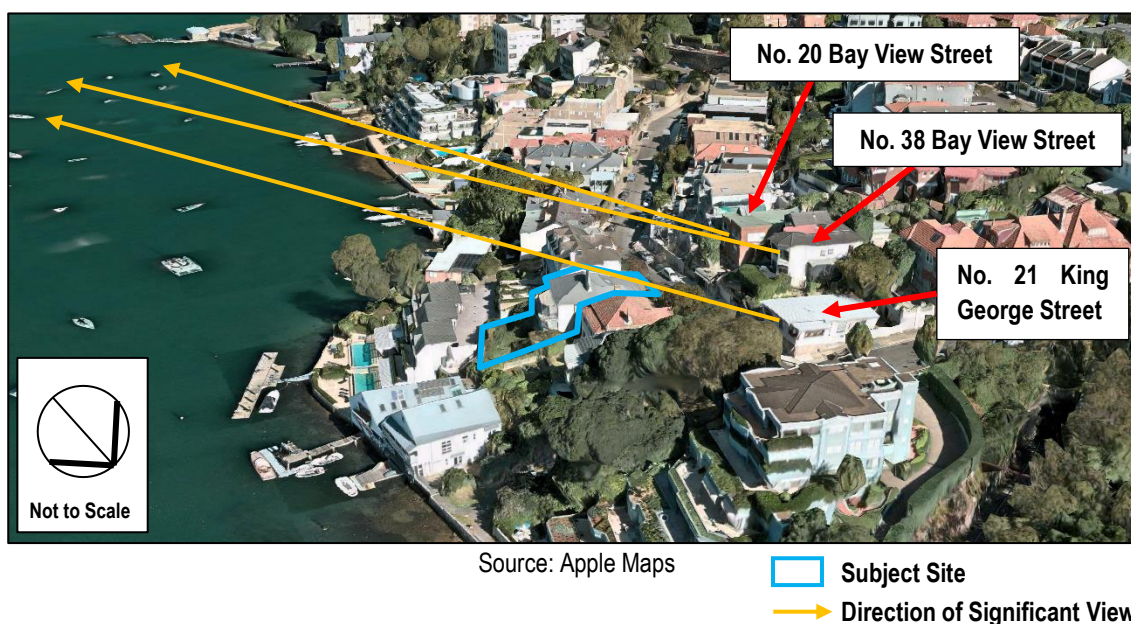 No. 20 Bay View Street
No. 38 Bay View Street
No. 21 King
George Street
Not to Scale
Source: Apple Maps
Subject Site
Direction of Significant View